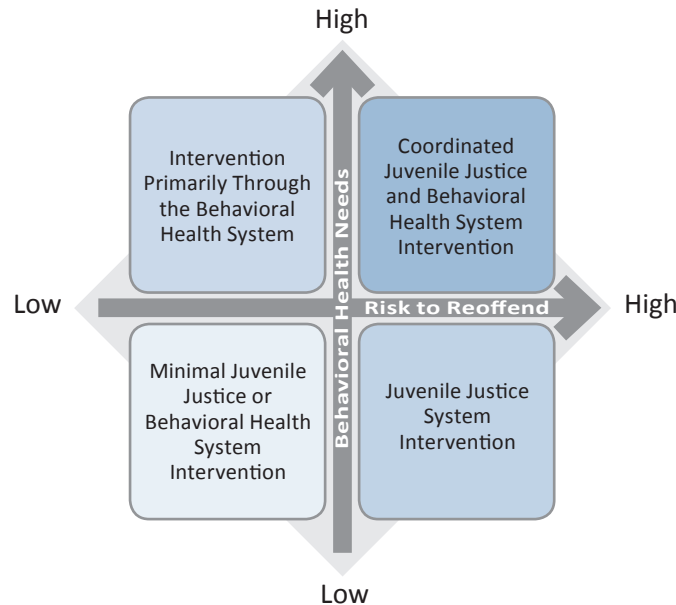 High
Intervention
Primarily Through
the Behavioral
Health System
Coordinated
Juvenile Justice
and Behavioral
Health System
Intervention
Behavioral Health Needs
Low
Risk to Reoffend
High
Minimal Juvenile
Justice or
Behavioral Health
System
Intervention
Juvenile Justice
System
Intervention
Low